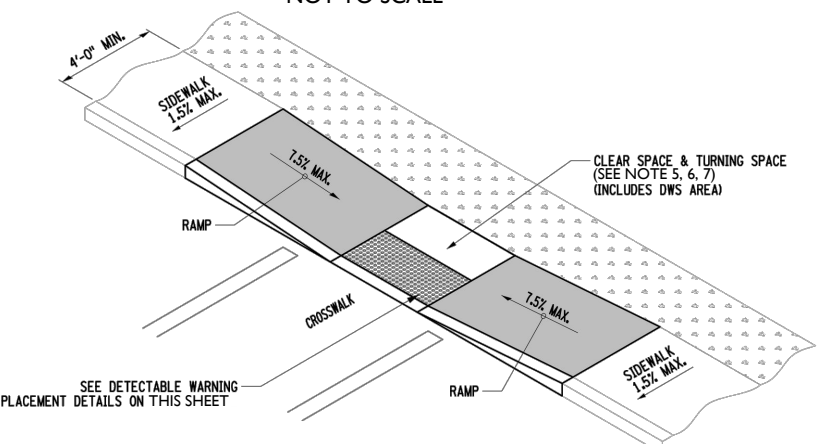 NOT TO SCALE
4'-0" MIN.
SIDEWALK
1.5% MAX.
7.5% MAX.
RAMP
CLEAR SPACE & TURNING SPACE
(SEE NOTE 5, 6, 7)
(INCLUDES DWS AREA)
CROSSWALK
7.5% MAX.
SEE DETECTABLE WARNING
PLACEMENT DETAILS ON THIS SHEET
RAMP
SIDEWALK
1.5% MAX.